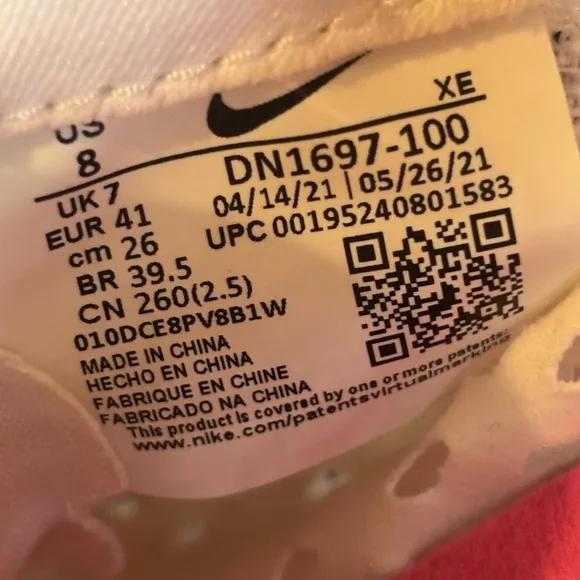 XE
US
8
DN1697-100
UK 7
04/14/21 | 05/26/21
EUR 41
UPC 00195240801583
cm 26
BR 39.5
CN 260(2.5)
010DCE8PV8B1W
MADE IN CHINA
HECHO EN CHINA
FABRIQUE EN CHINE
FABRICADO NA CHINA
This product is covered by one or more patents:
www.nike.com/patentsvirtualmarking